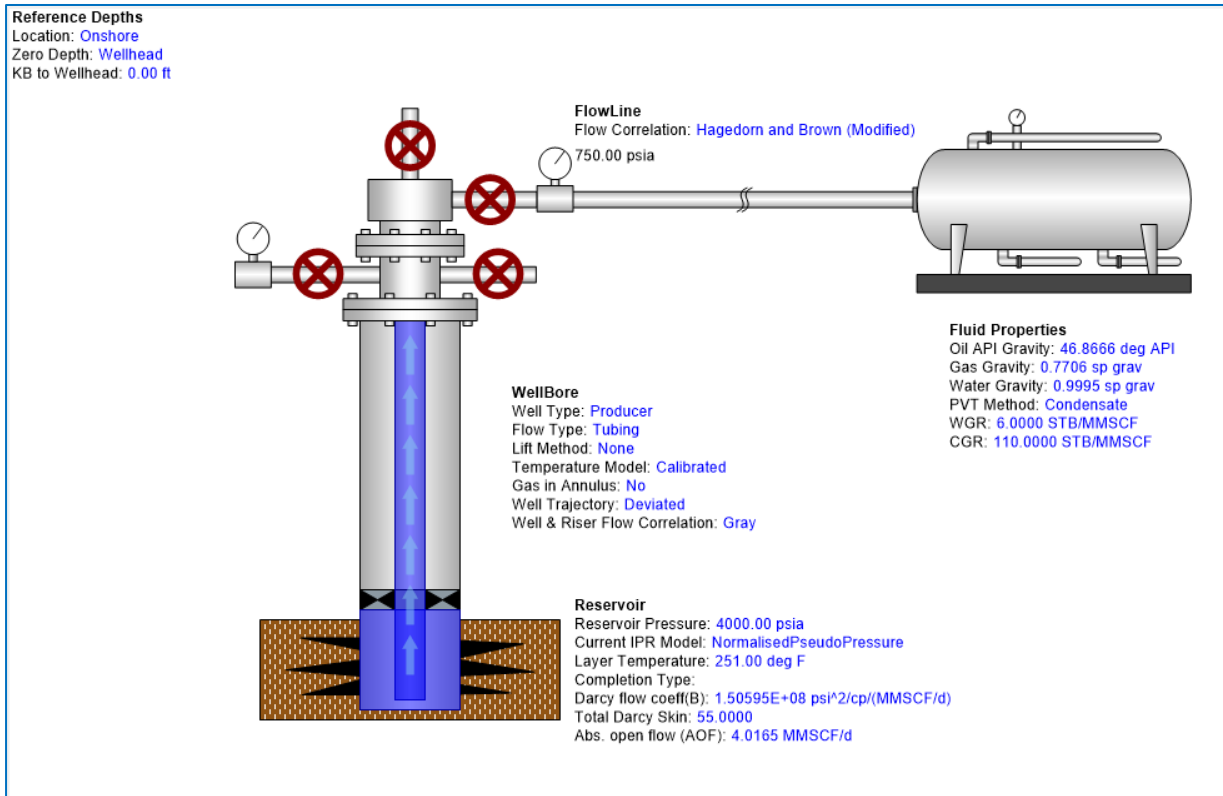 Reference Depths
Location: Onshore
Zero Depth: Wellhead
KB to Wellhead: 0.00 ft
FlowLine
Flow Correlation: Hagedorn and Brown (Modified)
750.00 psia
Fluid Properties
Oil API Gravity: 46.8666 deg API
Gas Gravity: 0.7706 sp grav
Water Gravity: 0.9995 sp grav
PVT Method: Condensate
WGR: 6.0000 STB/MMSCF
CGR: 110.0000 STB/MMSCF
WellBore
Well Type: Producer
Flow Type: Tubing
Lift Method: None
Temperature Model: Calibrated
Gas in Annulus: No
Well Trajectory: Deviated
Well & Riser Flow Correlation: Gray
Reservoir
Reservoir Pressure: 4000.00 psia
Current IPR Model: NormalisedPseudoPressure
Layer Temperature: 251.00 deg F
Completion Type:
Darcy flow coeff(B): 1.50595E+08 psi^2/cp/(MMSCF/d)
Total Darcy Skin: 55.0000
Abs. open flow (AOF): 4.0165 MMSCF/d